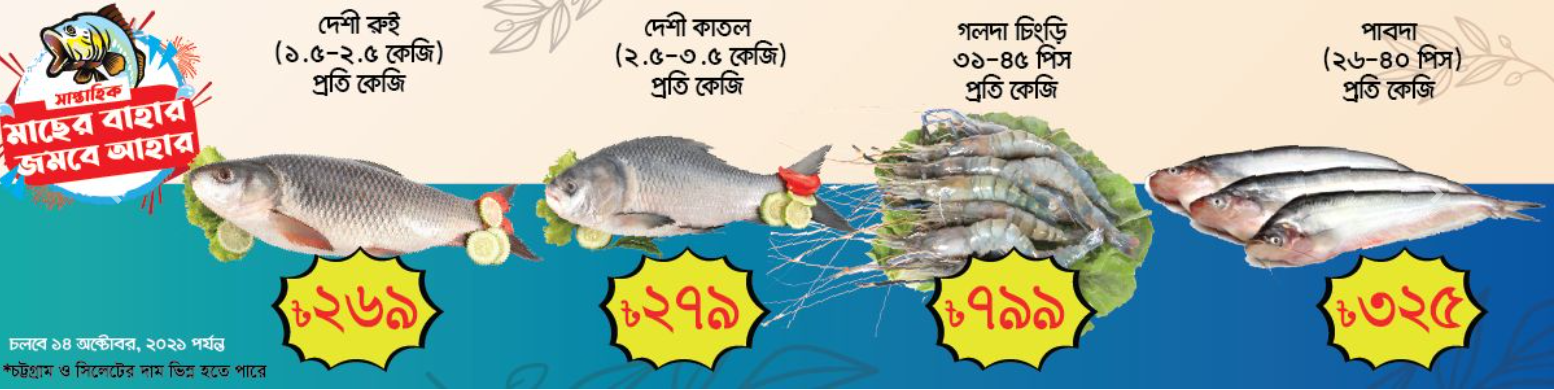 সাপ্তাহিক
মাছের বাহার
জমবে আহার
দেশী রুই
(১.৫-২.৫ কেজি)
প্রতি কেজি
৳২৬৯
দেশী কাতল
(২.৫-৩.৫ কেজি)
প্রতি কেজি
৳২৭৯
গলদা চিংড়ি
৩১-৪৫ পিস
প্রতি কেজি
৳৭৯৯
পাবদা
(২৬-৪০ পিস)
প্রতি কেজি
৳৩২৫
চলবে ১৪ অক্টোবর, ২০২১ পর্যন্ত
*চট্টগ্রাম ও সিলেটের দাম ভিন্ন হতে পারে